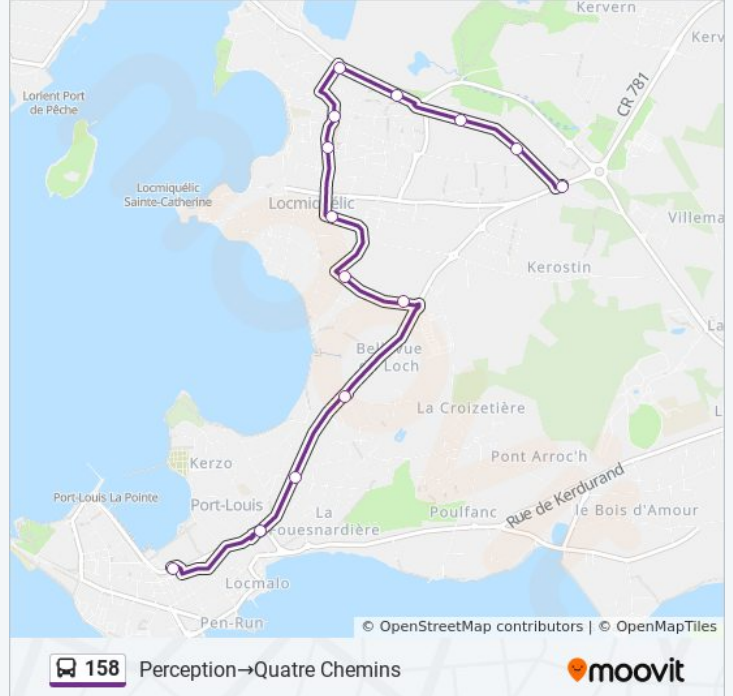 Kervern
Kerv
CR 781
Lorient Port
de Pêche
Locmiquélic
Sainte-Catherine
Locmiquélic
Villema
Kerostin
La
Bellevue
Loch
La Croizetière
L
Kerzo
Pont Arroc'h
Rue de Kerdurand
Port-Louis La Pointe
Port-Louis
La
Fouesnardière
Poulfanc
le Bois d'Amour
Locmalo
Pen-Run
© OpenStreetMap contributors | © OpenMapTiles
158 Perception→Quatre Chemins
moovit